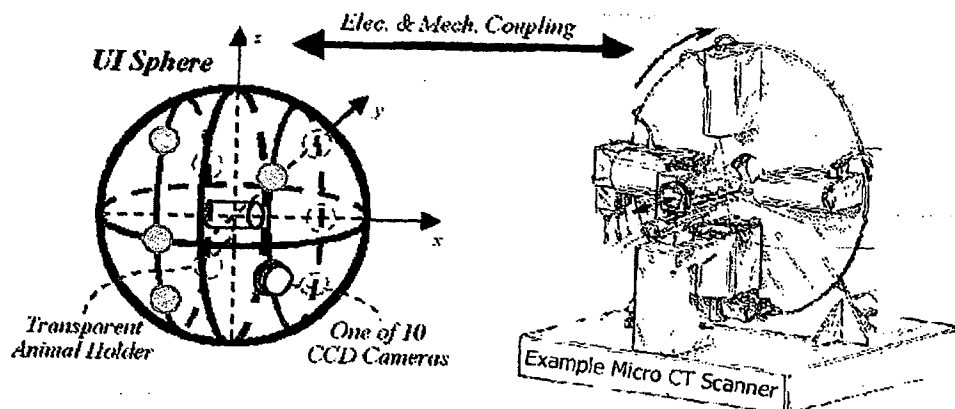 Elec. & Mech. Coupling
UI Sphere
z
y
x
Transparent
Animal Holder
One of 10
CCD Cameras
Example Micro CT Scanner